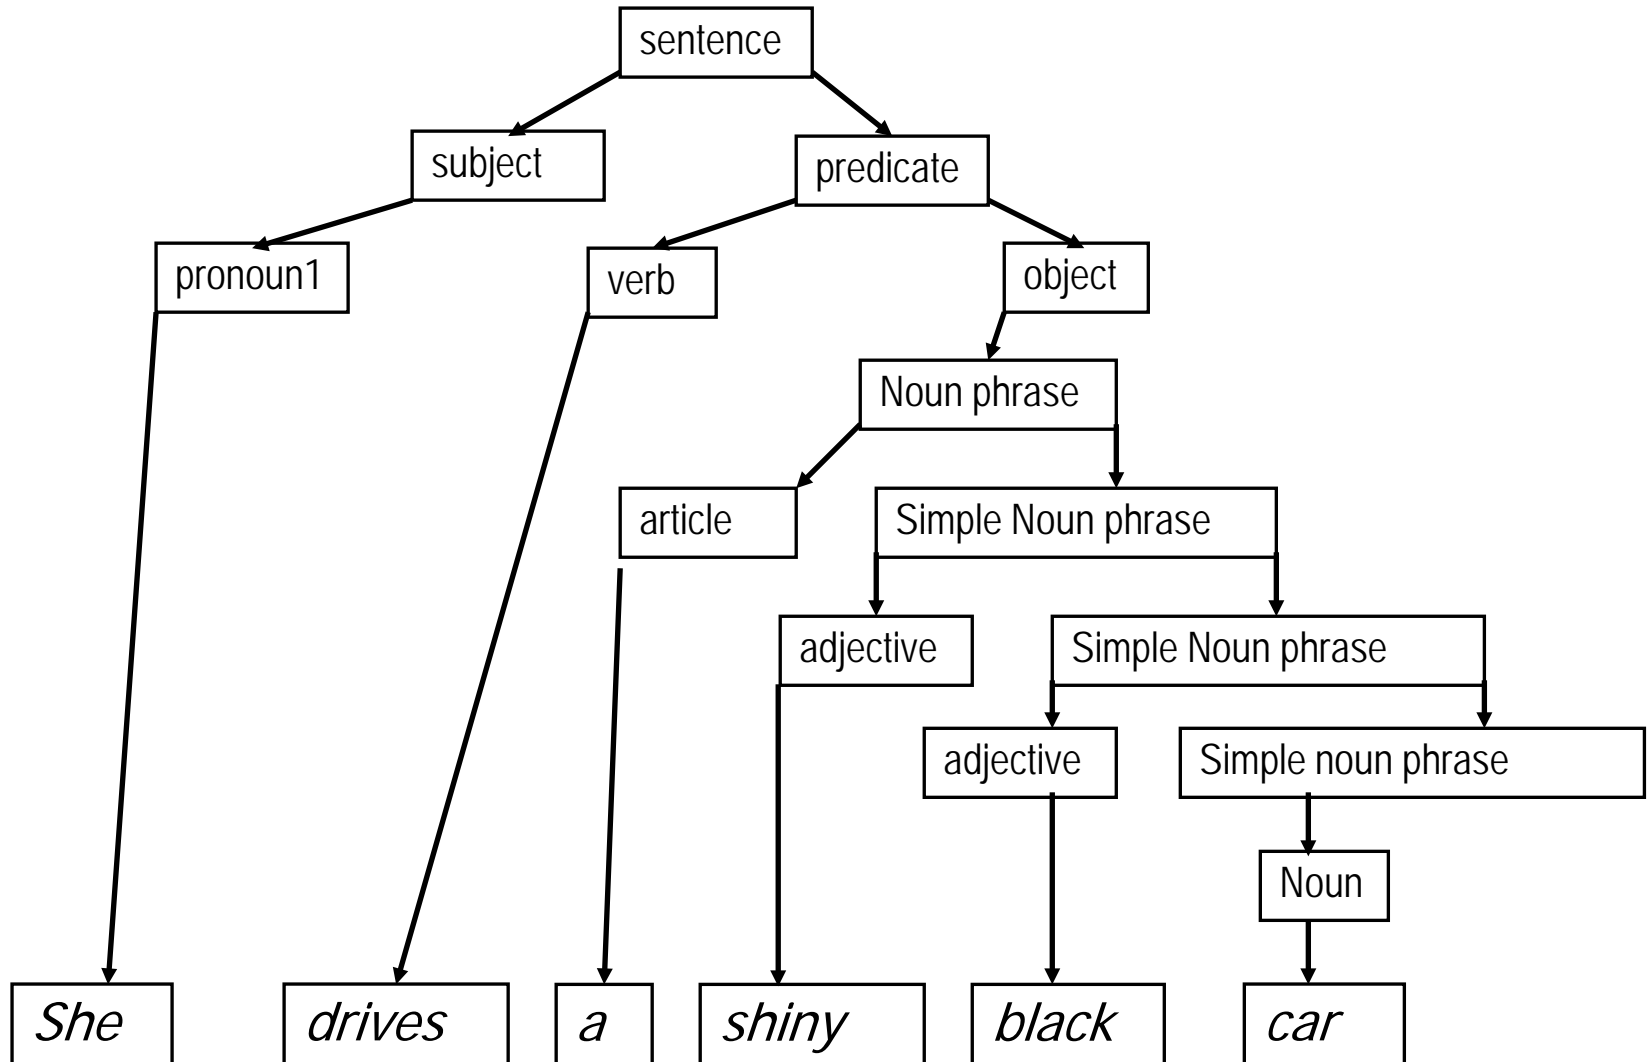 sentence
subject
predicate
pronoun1
verb
object
Noun phrase
article
Simple Noun phrase
adjective
Simple Noun phrase
adjective
Simple noun phrase
Noun
She
drives
a
shiny
black
car